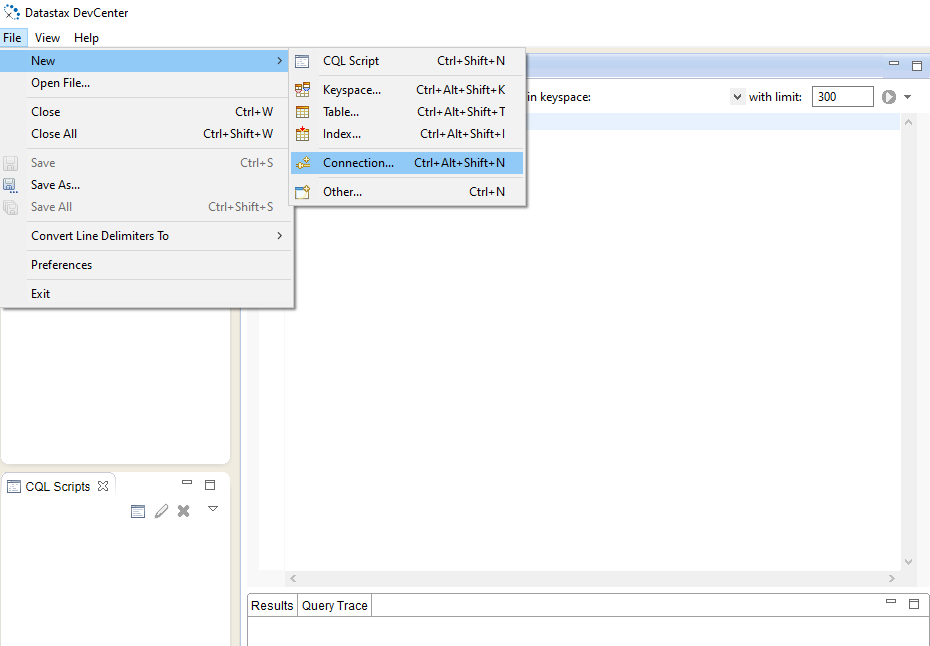 Datastax DevCenter
File View Help
New
Open File...
Close Ctrl+W
Close All Ctrl+Shift+W
Save Ctrl+S
Save As...
Save All Ctrl+Shift+S
Convert Line Delimiters To
Preferences
Exit
CQL Script Ctrl+Shift+N
Keyspace... Ctrl+Alt+Shift+K
Table... Ctrl+Alt+Shift+T
Index... Ctrl+Alt+Shift+I
Connection... Ctrl+Alt+Shift+N
Other... Ctrl+N
in keyspace: with limit: 300
CQL Scripts
Results Query Trace